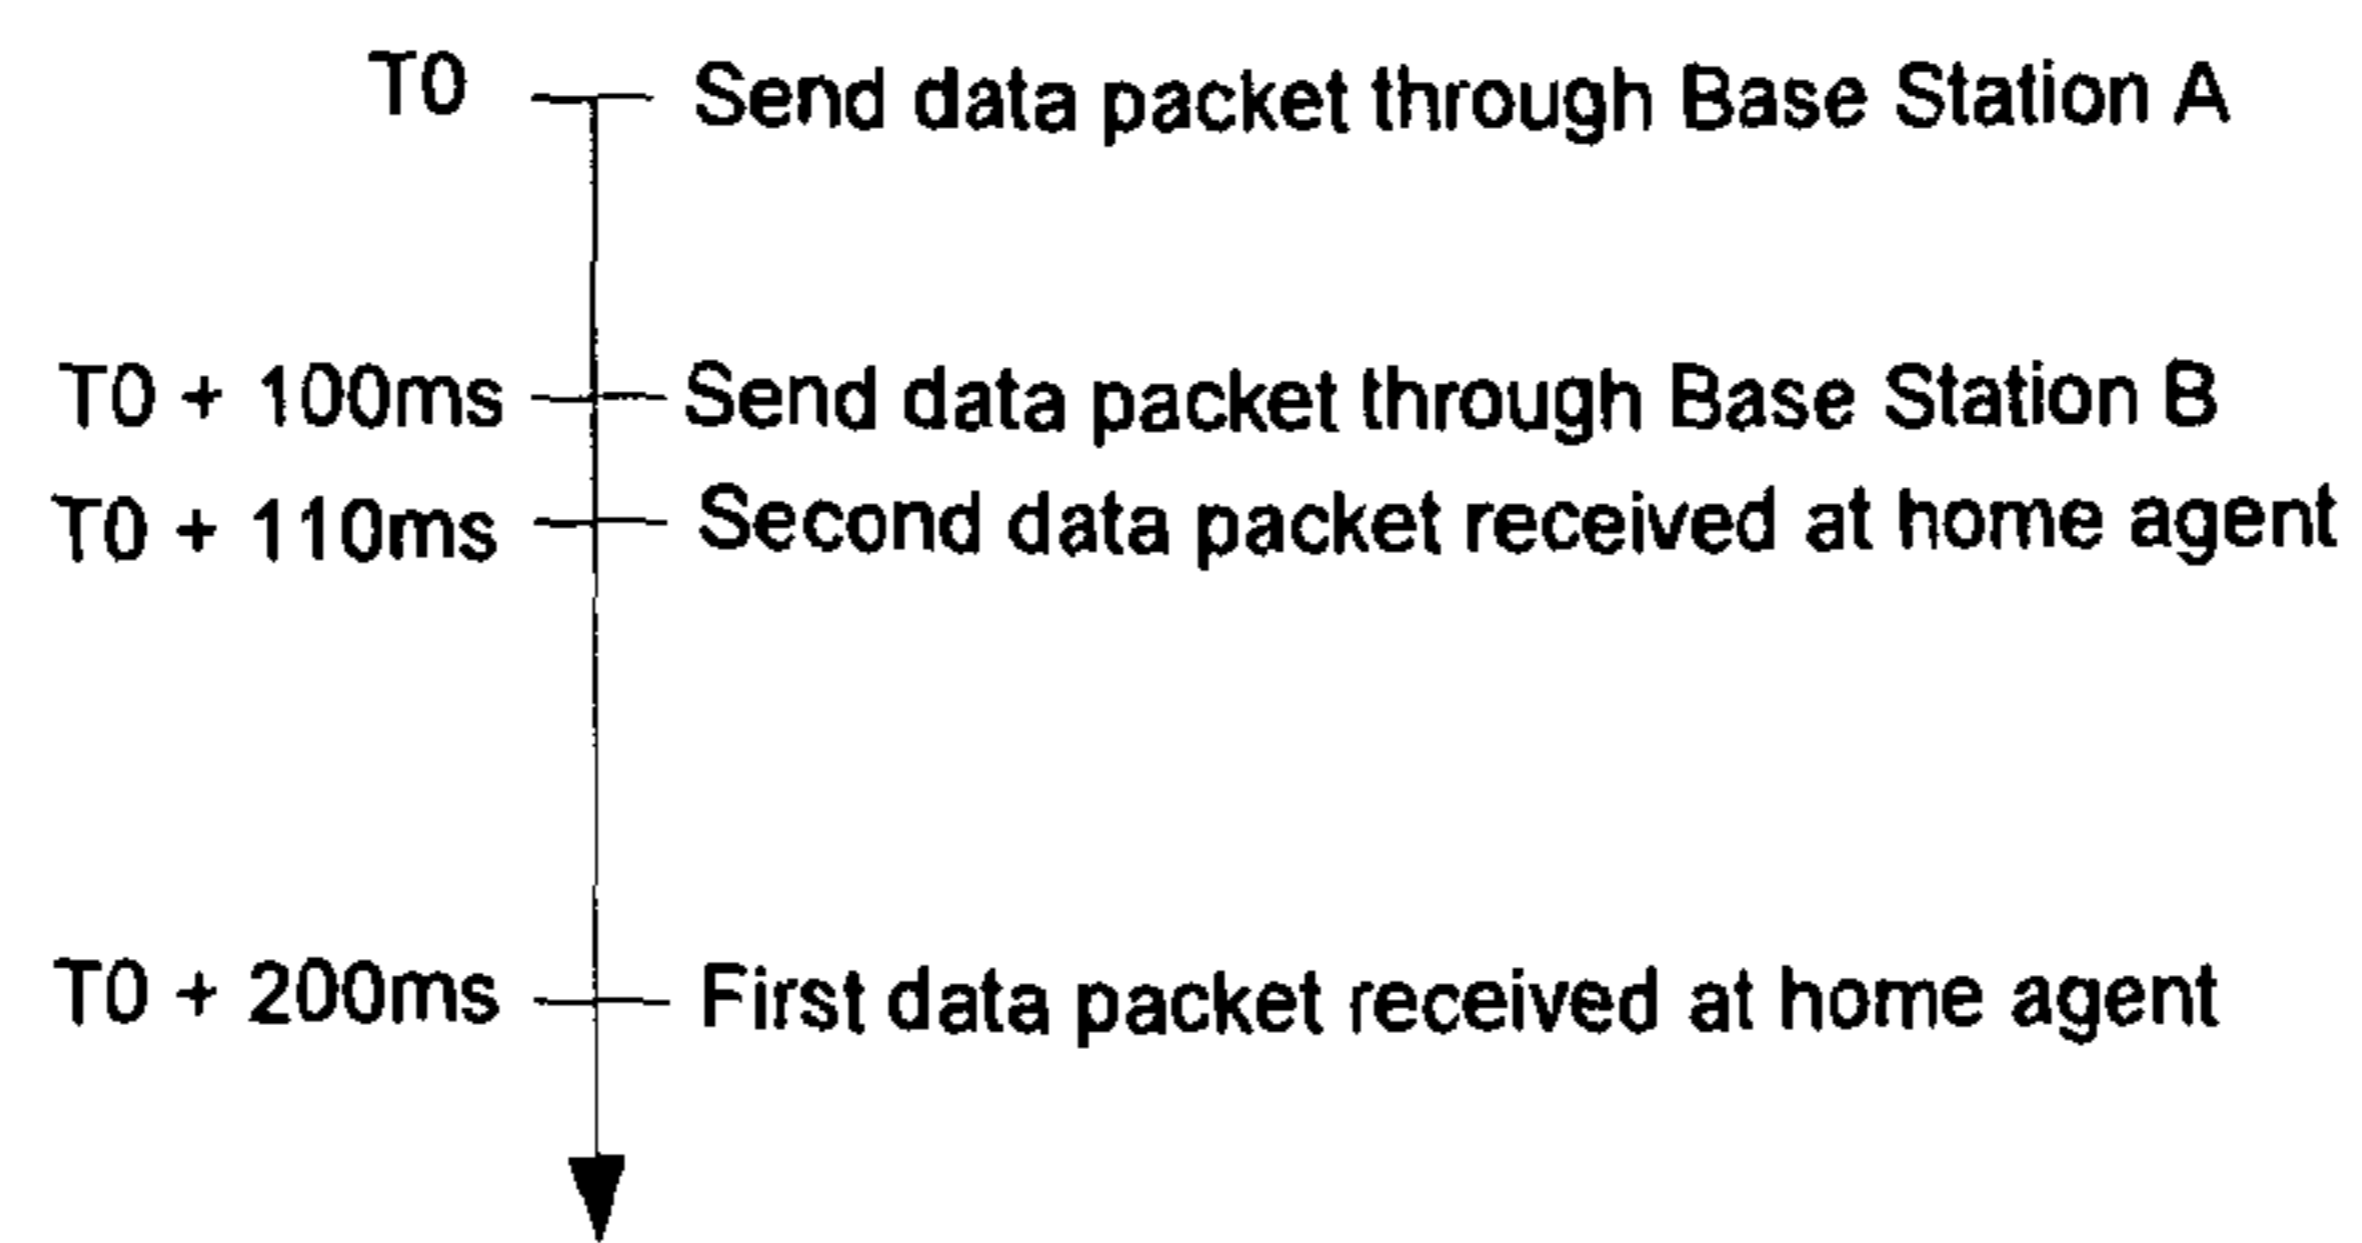 T0 Send data packet through Base Station A
T0 + 100ms Send data packet through Base Station B
T0 + 110ms Second data packet received at home agent
T0 + 200ms First data packet received at home agent